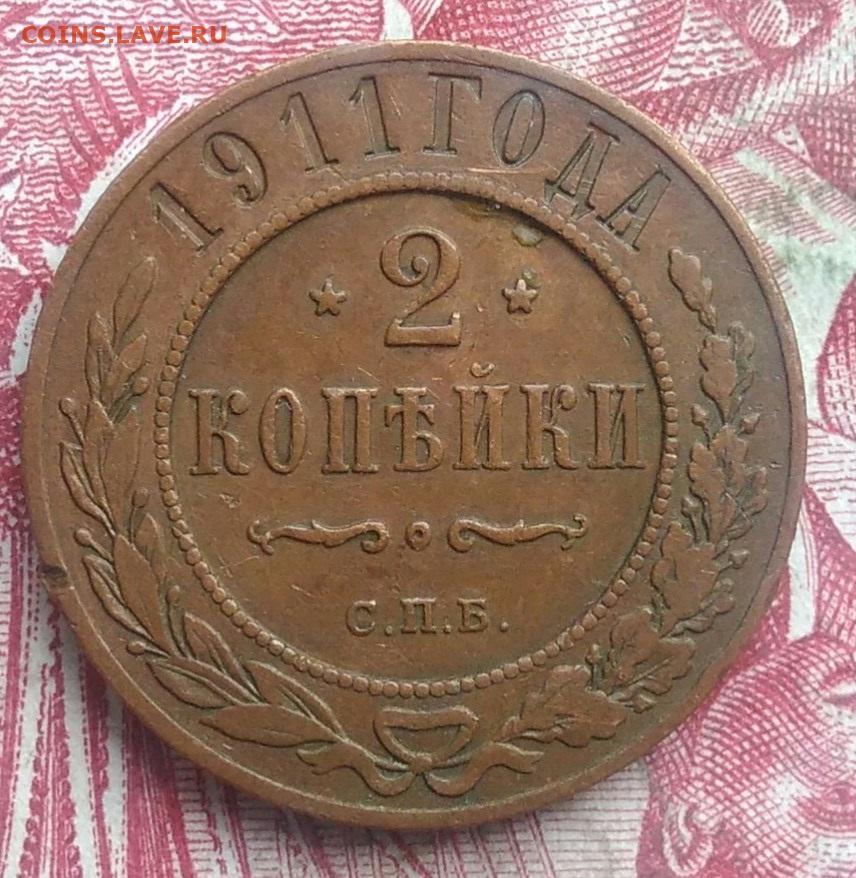 COINS.LAVE.RU
1911 ГОДА
2
КОПѢЙКИ
С.П.Б.